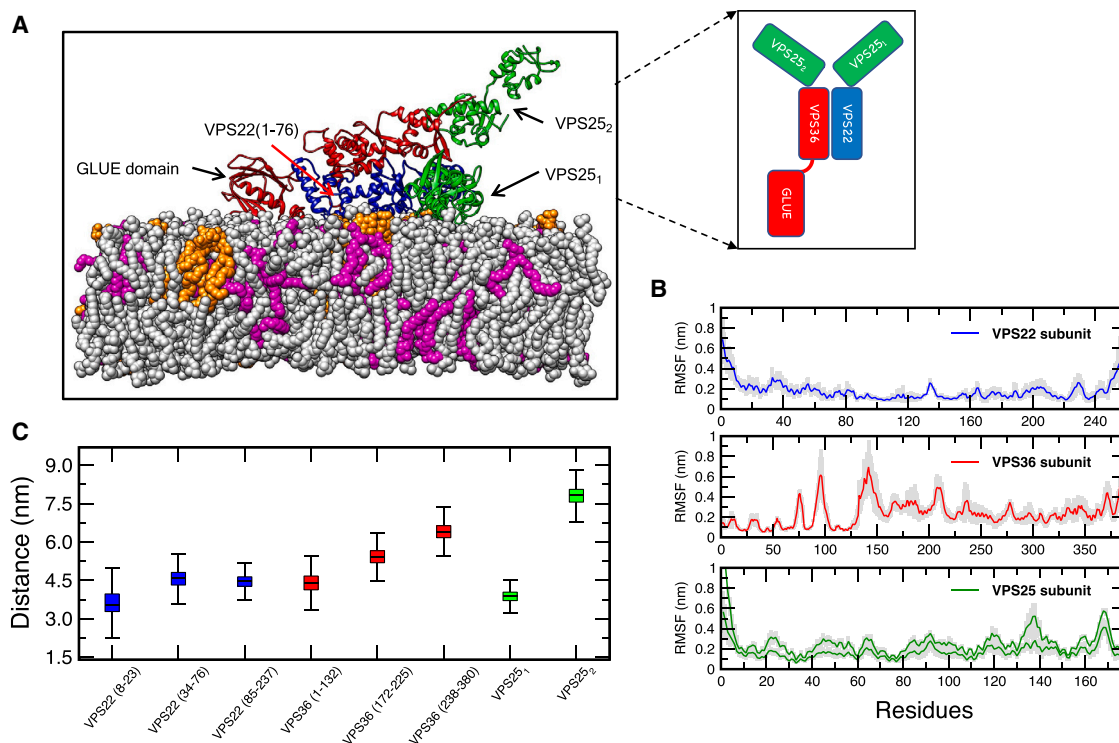 A
VPS22(1-76)
GLUE domain
VPS25₂
VPS25₁
VPS25₂
VPS25₁
VPS36
VPS22
GLUE
B
1
0.8
0.6
0.4
0.2
0
RMSF (nm)
VPS22 subunit
0 40 80 120 160 200 240
1
0.8
0.6
0.4
0.2
0
RMSF (nm)
VPS36 subunit
0 50 100 150 200 250 300 350
1
0.8
0.6
0.4
0.2
0
RMSF (nm)
VPS25 subunit
0 20 40 60 80 100 120 140 160
Residues
C
Distance (nm)
9.0
7.5
6.0
4.5
3.0
1.5
VPS22 (8-23)
VPS22 (34-76)
VPS22 (85-237)
VPS36 (1-132)
VPS36 (172-225)
VPS36 (238-380)
VPS25₁
VPS25₂